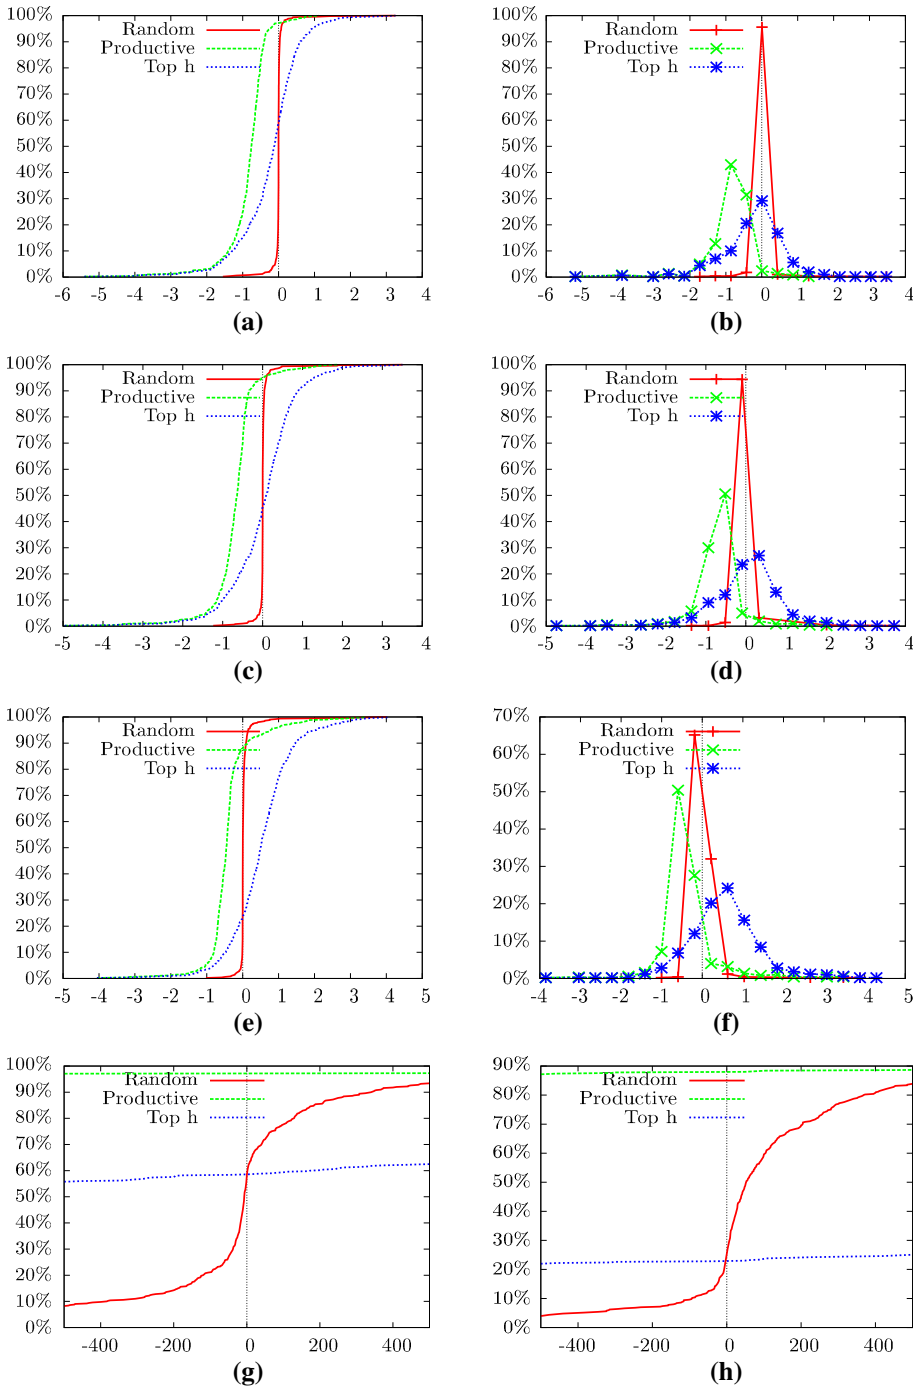 100%
90%
80%
70%
60%
50%
40%
30%
20%
10%
0%
Random
Productive
Top h
-6 -5 -4 -3 -2 -1 0 1 2 3 4
(a)
100%
90%
80%
70%
60%
50%
40%
30%
20%
10%
0%
Random
Productive
Top h
-6 -5 -4 -3 -2 -1 0 1 2 3 4
(b)
100%
90%
80%
70%
60%
50%
40%
30%
20%
10%
0%
Random
Productive
Top h
-5 -4 -3 -2 -1 0 1 2 3 4
(c)
100%
90%
80%
70%
60%
50%
40%
30%
20%
10%
0%
Random
Productive
Top h
-5 -4 -3 -2 -1 0 1 2 3 4
(d)
100%
90%
80%
70%
60%
50%
40%
30%
20%
10%
0%
Random
Productive
Top h
-5 -4 -3 -2 -1 0 1 2 3 4 5
(e)
70%
60%
50%
40%
30%
20%
10%
0%
Random
Productive
Top h
-4 -3 -2 -1 0 1 2 3 4 5
(f)
100%
90%
80%
70%
60%
50%
40%
30%
20%
10%
0%
Random
Productive
Top h
-400 -200 0 200 400
(g)
90%
80%
70%
60%
50%
40%
30%
20%
10%
0%
Random
Productive
Top h
-400 -200 0 200 400
(h)